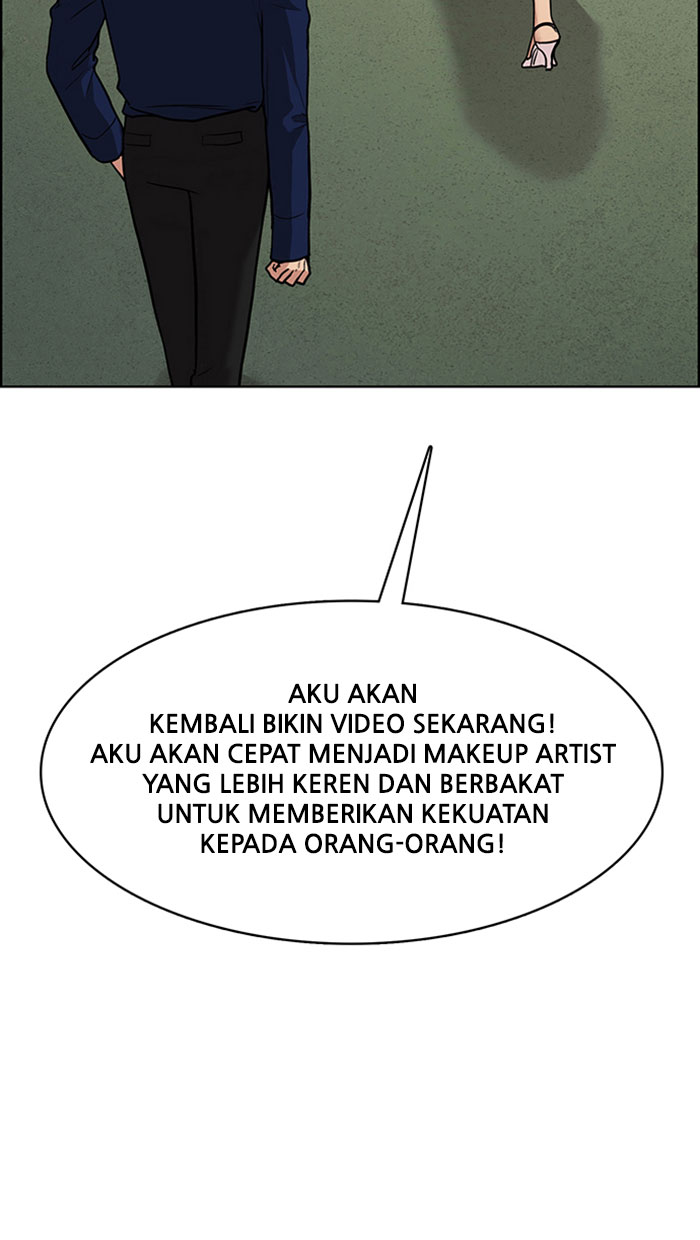 AKU AKAN
KEMBALI BIKIN VIDEO SEKARANG!
AKU AKAN CEPAT MENJADI MAKEUP ARTIST
YANG LEBIH KEREN DAN BERBAKAT
UNTUK MEMBERIKAN KEKUATAN
KEPADA ORANG-ORANG!